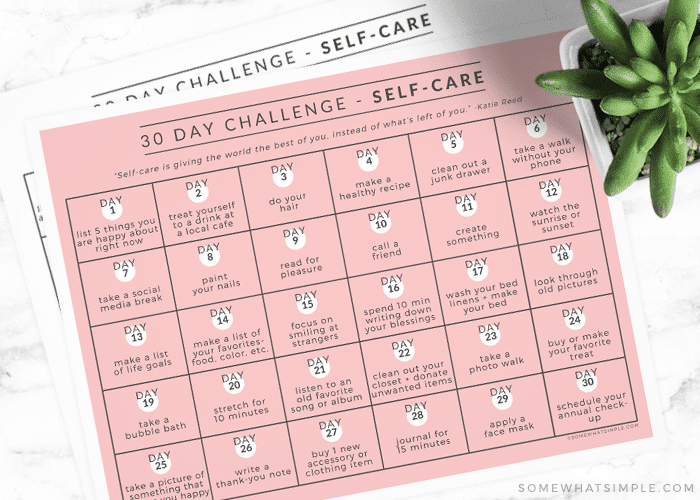 30 DAY CHALLENGE - SELF-CARE
30 DAY CHALLENGE - SELF-CARE
"Self-care is giving the world the best of you, instead of what's left of you." -Katie Reed
DAY 1
list 5 things you
are happy about
right now
DAY 2
treat yourself
to a drink at
a local cafe
DAY 3
do your
hair
DAY 4
make a
healthy recipe
DAY 5
clean out a
junk drawer
DAY 6
take a walk
without your
phone
DAY 7
take a social
media break
DAY 8
paint
your nails
DAY 9
read for
pleasure
DAY 10
call a
friend
DAY 11
create
something
DAY 12
watch the
sunrise or
sunset
DAY 13
make a list
of life goals
DAY 14
make a list of
your favorites-
food, color, etc.
DAY 15
focus on
smiling at
strangers
DAY 16
spend 10 min
writing down
your blessings
DAY 17
wash your bed
linens + make
your bed
DAY 18
look through
old pictures
DAY 19
take a
bubble bath
DAY 20
stretch for
10 minutes
DAY 21
listen to an
old favorite
song or album
DAY 22
clean out your
closet + donate
unwanted items
DAY 23
take a
photo walk
DAY 24
buy or make
your favorite
treat
DAY 25
take a picture of
something that
you happy
DAY 26
write a
thank-you note
DAY 27
buy 1 new
accessory or
clothing item
DAY 28
journal for
15 minutes
DAY 29
apply a
face mask
DAY 30
schedule your
annual check-
up
©SOMEWHATSIMPLE.COM
SOMEWHATSIMPLE.COM